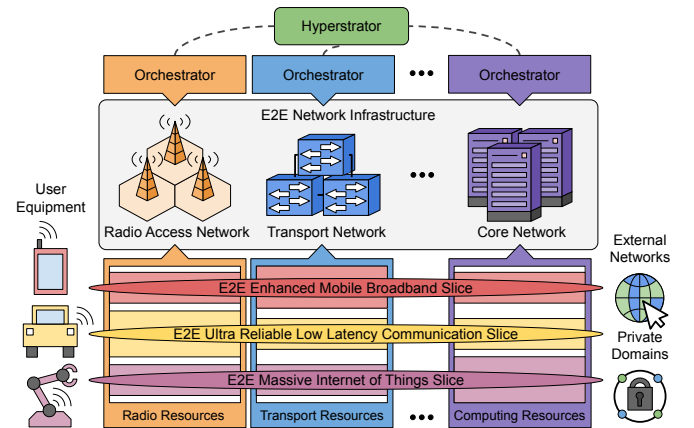 Hyperstrator
Orchestrator
Orchestrator
Orchestrator
E2E Network Infrastructure
Radio Access Network
Transport Network
Core Network
User
Equipment
External
Networks
E2E Enhanced Mobile Broadband Slice
E2E Ultra Reliable Low Latency Communication Slice
Private
Domains
E2E Massive Internet of Things Slice
Radio Resources
Transport Resources
Computing Resources